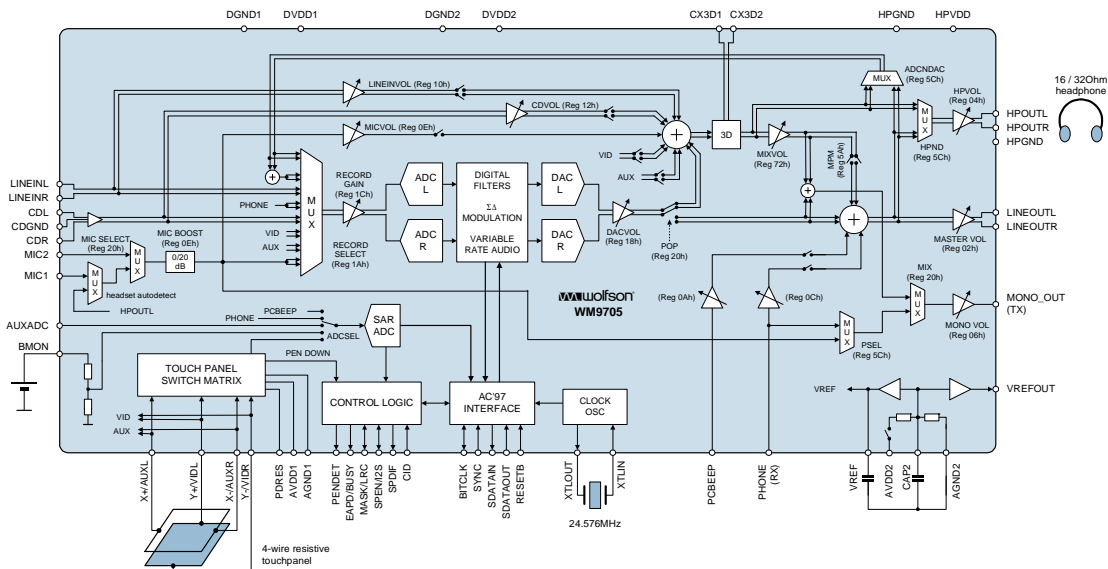 DGND1
DVDD1
DGND2
DVDD2
CX3D1
CX3D2
HPGND
HPVDD
LINEINVOL (Reg 10h)
CDVOL (Reg 12h)
MICVOL (Reg 0Eh)
MUX
ADCNDAC
(Reg 5Ch)
HPVOL
(Reg 04h)
MUX
HPND
(Reg 5Ch)
16 / 32Ohm
headphone
HPOUTL
HPOUTR
HPGND
3D
MIXVOL
(Reg 72h)
MPM
(Reg 5Ah)
VID
AUX
LINEINL
LINEINR
CDL
CDGND
CDR
MIC2
MIC1
MIC SELECT
(Reg 20h)
MIC BOOST
(Reg 0Eh)
0/20
dB
MUX
MUX
headset autodetect
HPOUTL
PHONE
VID
AUX
MUX
RECORD
GAIN
(Reg 1Ch)
RECORD
SELECT
(Reg 1Ah)
ADC
L
ADC
R
DIGITAL
FILTERS
ΣΔ
MODULATION
VARIABLE
RATE AUDIO
DAC
L
DAC
R
DACVOL
(Reg 18h)
POP
(Reg 20h)
LINEOUTL
LINEOUTR
MASTER VOL
(Reg 02h)
MIX
(Reg 20h)
MUX
MONO_OUT
(TX)
MONO VOL
(Reg 06h)
wolfson
WM9705
(Reg 0Ah)
(Reg 0Ch)
MUX
PSEL
(Reg 5Ch)
AUXADC
BMON
PCBEEP
PHONE
ADCSEL
SAR
ADC
PEN DOWN
TOUCH PANEL
SWITCH MATRIX
CONTROL LOGIC
AC'97
INTERFACE
CLOCK
OSC
VREF
VREFOUT
VID
AUX
X+/AUXL
Y+/VIDL
X-/AUXR
Y-/VIDR
PDRES
AVDD1
AGND1
PENDET
EAPD/BUSY
MASK/LRC
SPEN/I2S
SPDIF
CID
BITCLK
SYNC
SDATAIN
SDATAOUT
RESETB
XTLOUT
XTLIN
24.576MHz
PCBEEP
PHONE
(RX)
VREF
AVDD2
CAP2
AGND2
4-wire resistive
touchpanel